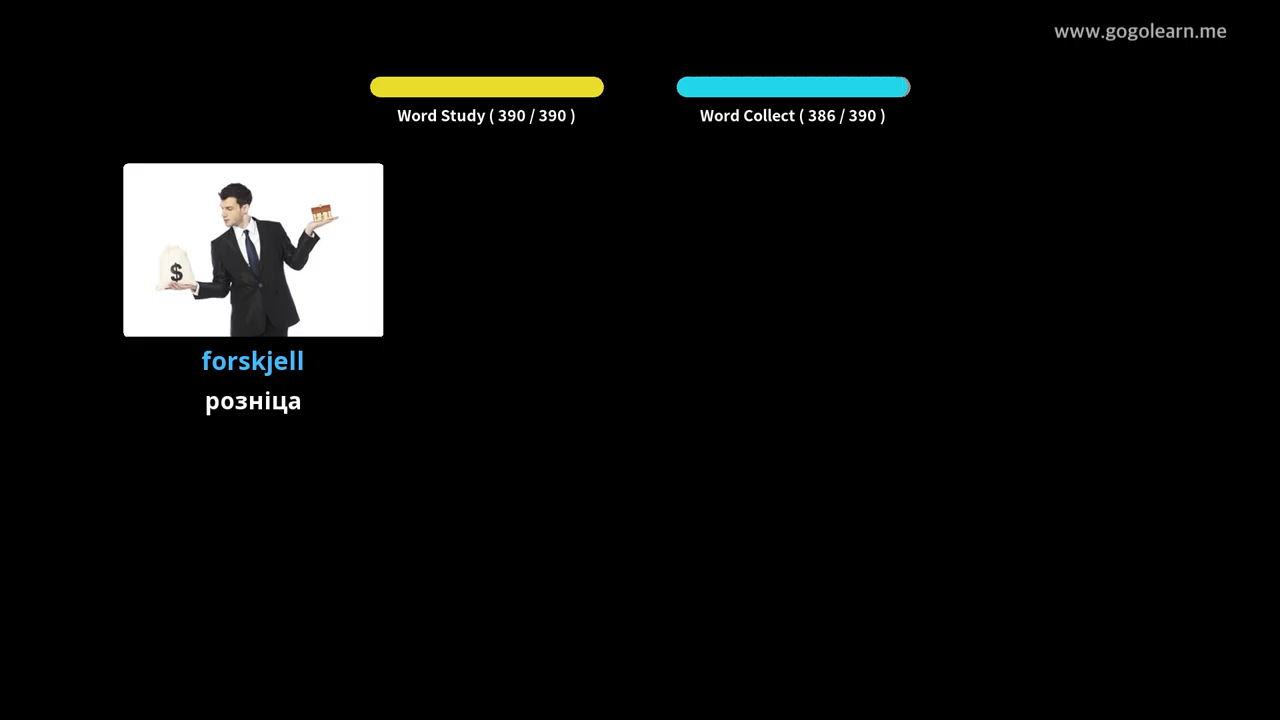 www.gogolearn.me
Word Study ( 390 / 390 )
Word Collect ( 386 / 390 )
$
forskjell
розніца